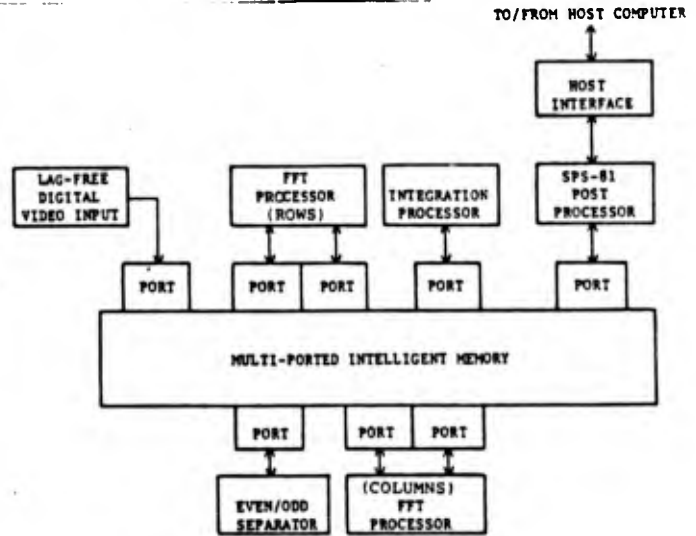 TO/FROM HOST COMPUTER
HOST
INTERFACE
LAG-FREE
DIGITAL
VIDEO INPUT
FFT
PROCESSOR
(ROWS)
INTEGRATION
PROCESSOR
SPS-81
POST
PROCESSOR
PORT
PORT
PORT
PORT
PORT
MULTI-PORTED INTELLIGENT MEMORY
PORT
PORT
PORT
EVEN/ODD
SEPARATOR
(COLUMNS)
FFT
PROCESSOR